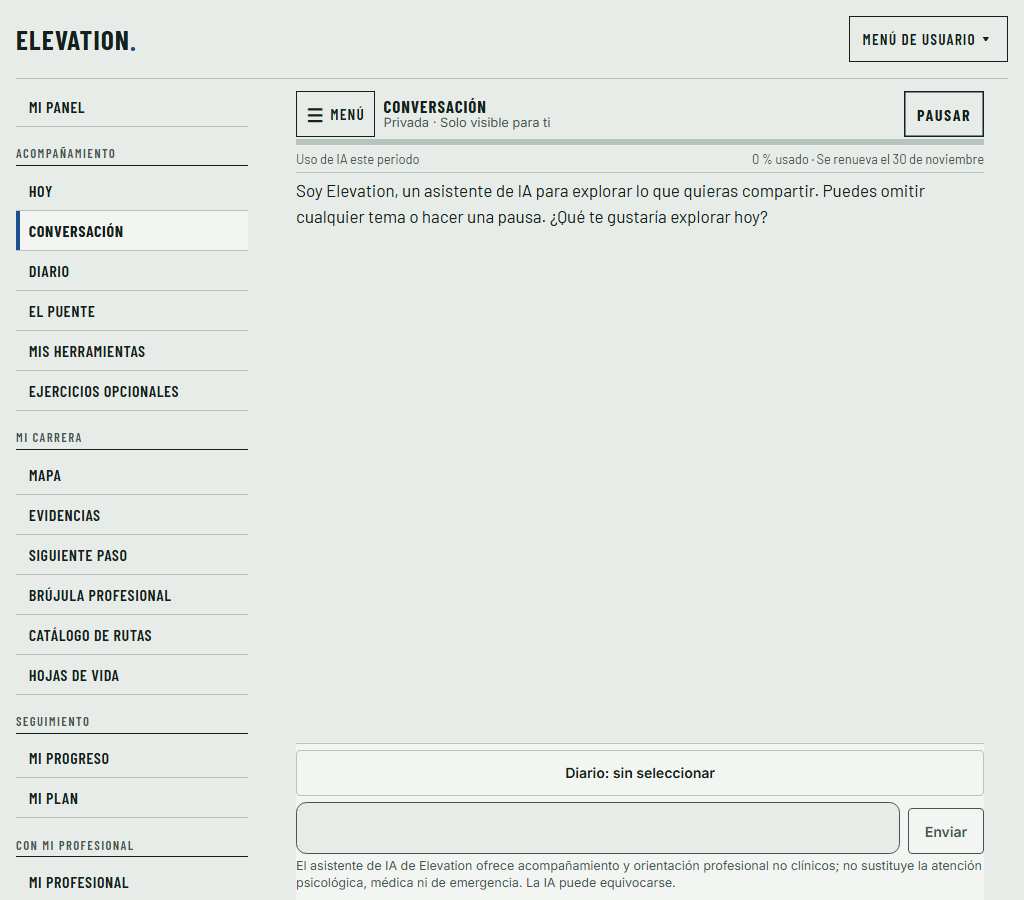 ELEVATION.
MENÚ DE USUARIO
MI PANEL
ACOMPAÑAMIENTO
HOY
CONVERSACIÓN
DIARIO
EL PUENTE
MIS HERRAMIENTAS
EJERCICIOS OPCIONALES
MI CARRERA
MAPA
EVIDENCIAS
SIGUIENTE PASO
BRÚJULA PROFESIONAL
CATÁLOGO DE RUTAS
HOJAS DE VIDA
SEGUIMIENTO
MI PROGRESO
MI PLAN
CON MI PROFESIONAL
MI PROFESIONAL
MENÚ
CONVERSACIÓN
Privada · Solo visible para ti
PAUSAR
Uso de IA este periodo
0 % usado · Se renueva el 30 de noviembre
Soy Elevation, un asistente de IA para explorar lo que quieras compartir. Puedes omitir
cualquier tema o hacer una pausa. ¿Qué te gustaría explorar hoy?
Diario: sin seleccionar
Enviar
El asistente de IA de Elevation ofrece acompañamiento y orientación profesional no clínicos; no sustituye la atención
psicológica, médica ni de emergencia. La IA puede equivocarse.